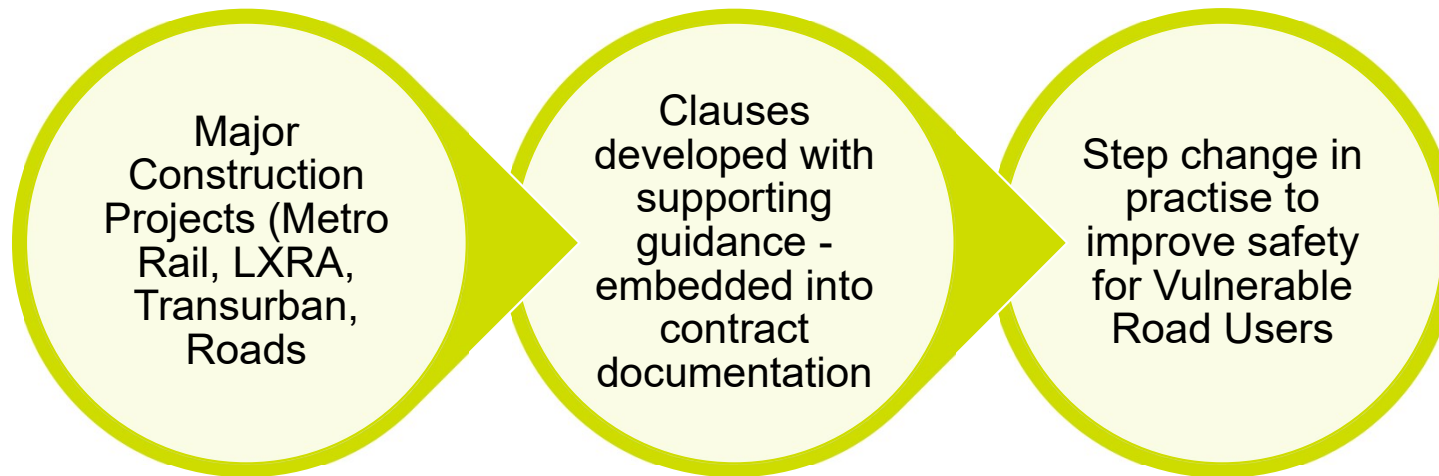 Major
Construction
Projects (Metro
Rail, LXRA,
Transurban,
Roads
Clauses
developed with
supporting
guidance -
embedded into
contract
documentation
Step change in
practise to
improve safety
for Vulnerable
Road Users